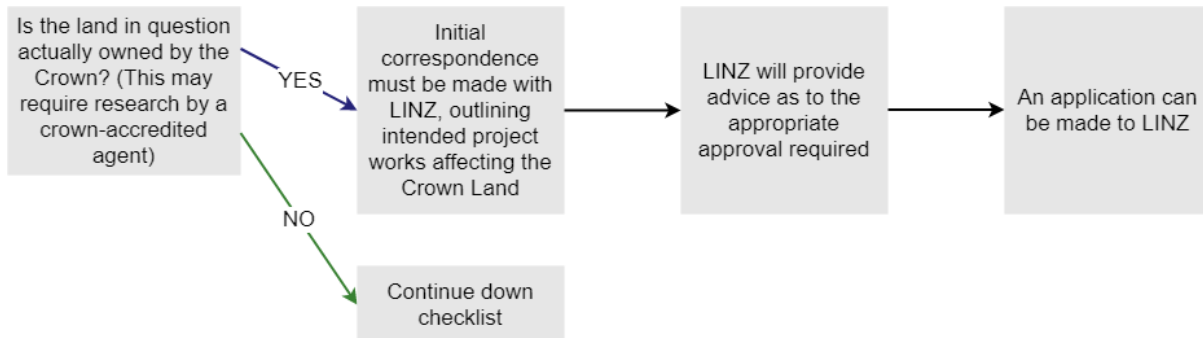 Is the land in question
actually owned by the
Crown? (This may
require research by a
crown-accredited
agent)
YES
Initial
correspondence
must be made with
LINZ, outlining
intended project
works affecting the
Crown Land
LINZ will provide
advice as to the
appropriate
approval required
An application can
be made to LINZ
NO
Continue down
checklist